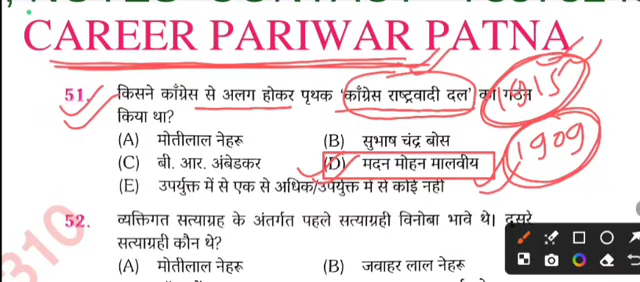 CAREER PARIWAR PATNA
51. किसने काँग्रेस से अलग होकर पृथक 'काँग्रेस राष्ट्रवादी दल' का गठन
किया था?
(A) मोतीलाल नेहरू (B) सुभाष चंद्र बोस
(C) बी. आर. अंबेडकर (D) मदन मोहन मालवीय
(E) उपर्युक्त में से एक से अधिक/उपर्युक्त में से कोई नहीं
1915
1909
52. व्यक्तिगत सत्याग्रह के अंतर्गत पहले सत्याग्रही विनोबा भावे थे। दूसरे
सत्याग्रही कौन थे?
(A) मोतीलाल नेहरू (B) जवाहर लाल नेहरू
310